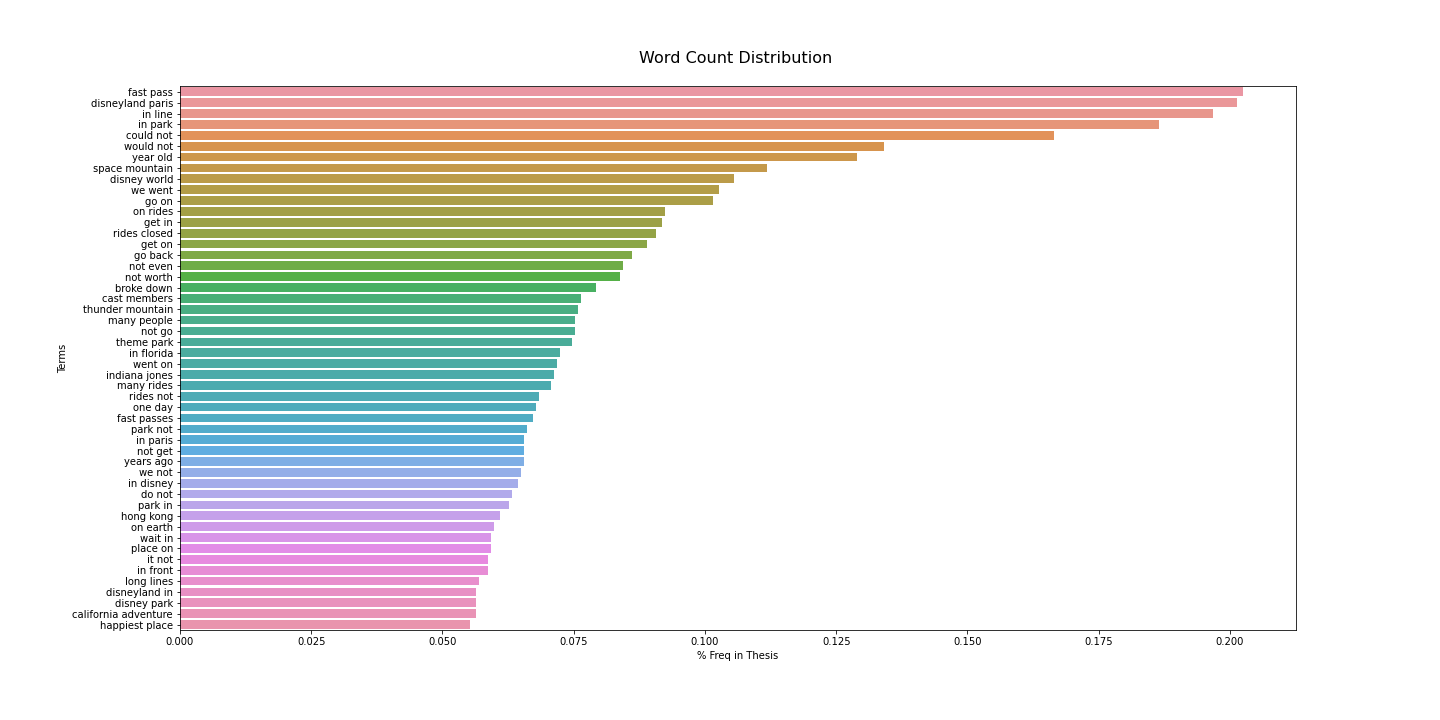 Word Count Distribution
fast pass
disneyland paris
in line
in park
could not
would not
year old
space mountain
disney world
we went
go on
on rides
get in
rides closed
get on
go back
not even
not worth
broke down
cast members
thunder mountain
many people
not go
theme park
in florida
went on
indiana jones
many rides
rides not
one day
fast passes
park not
in paris
not get
years ago
we not
in disney
do not
park in
hong kong
on earth
wait in
place on
it not
in front
long lines
disneyland in
disney park
california adventure
happiest place
Terms
0.000 0.025 0.050 0.075 0.100 0.125 0.150 0.175 0.200
% Freq in Thesis